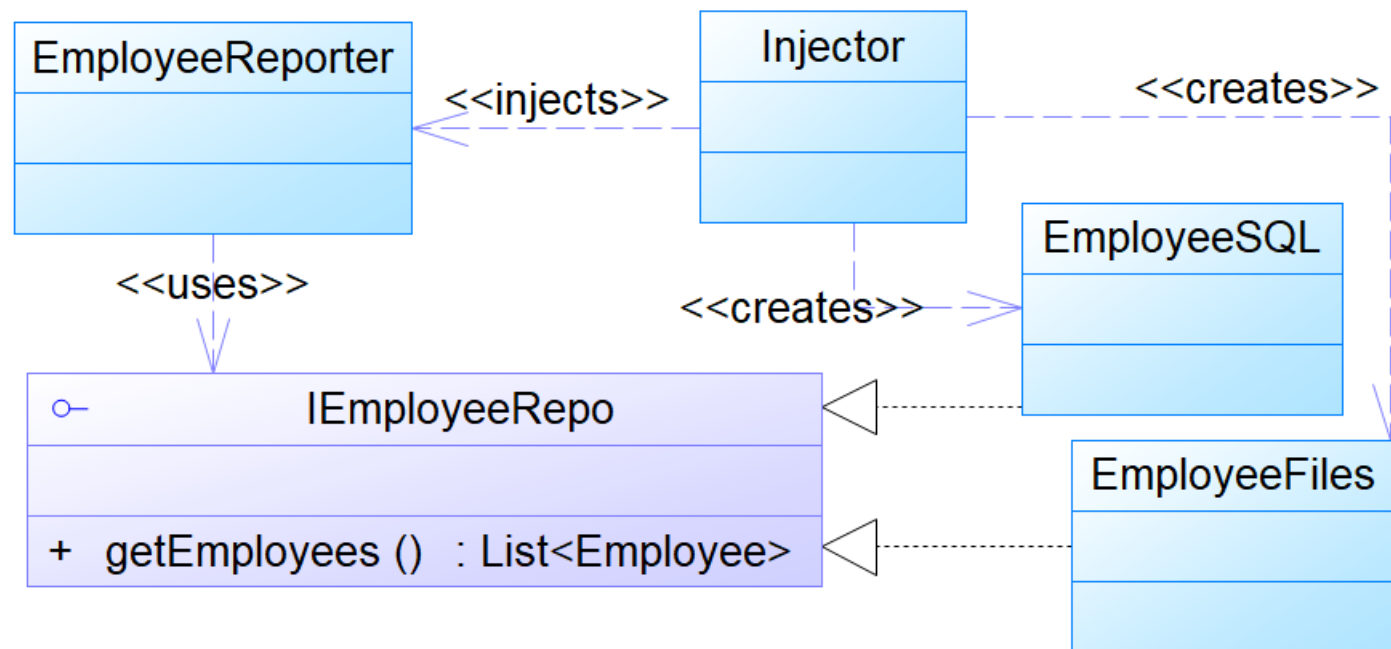 EmployeeReporter
Injector
<<injects>>
<<creates>>
EmployeeSQL
<<uses>>
<<creates>>
IEmployeeRepo
EmployeeFiles
+ getEmployees () : List<Employee>